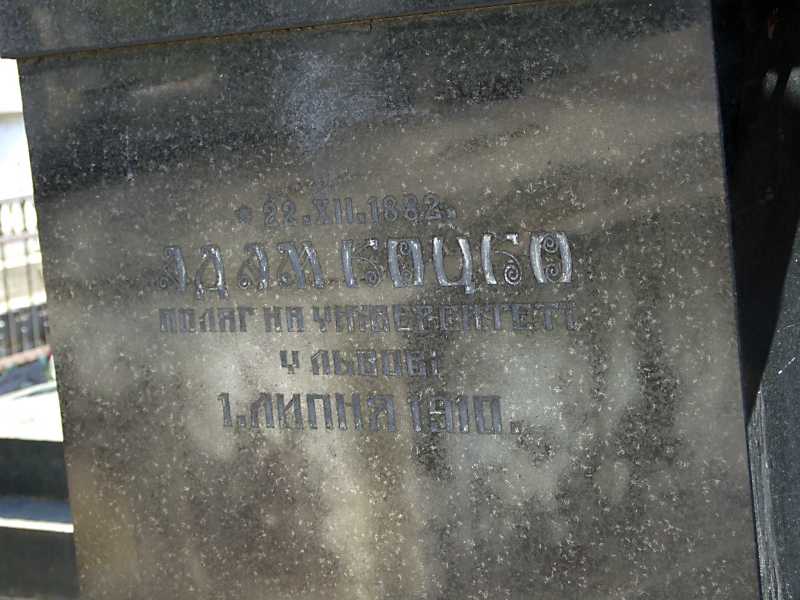 * 22.XII.1882.
АДАМ КОЦКО
ПОЛЯГ НА УНІВЕРСИТЕТІ
У ЛЬВОВІ
1.ЛИПНЯ 1910.